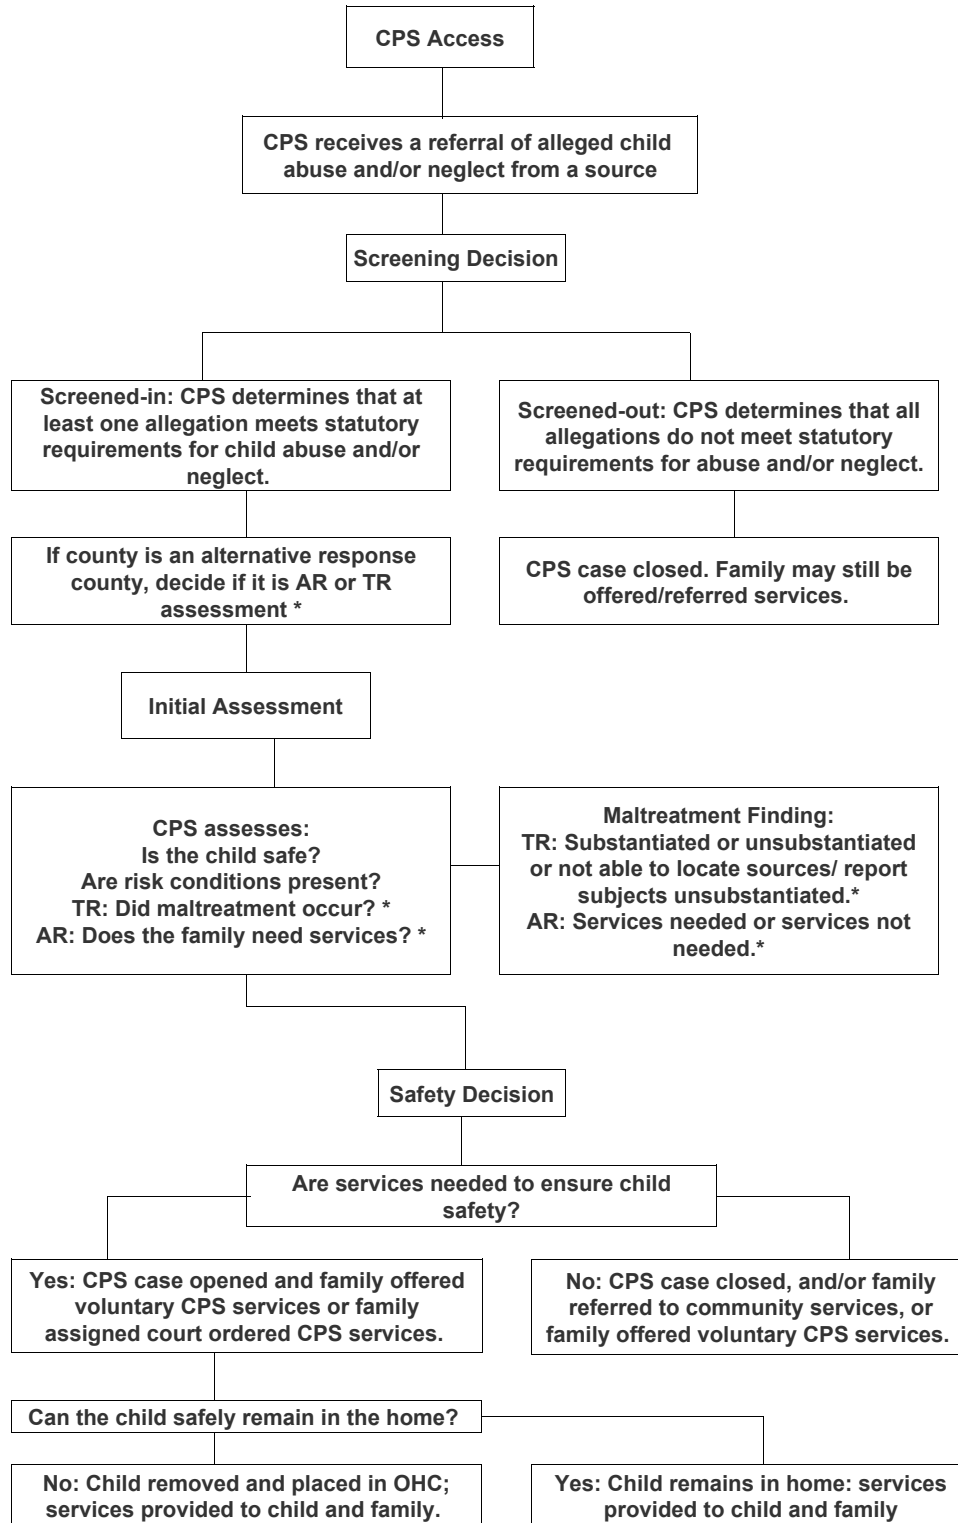 CPS Access
CPS receives a referral of alleged child
abuse and/or neglect from a source
Screening Decision
Screened-in: CPS determines that at
least one allegation meets statutory
requirements for child abuse and/or
neglect.
Screened-out: CPS determines that all
allegations do not meet statutory
requirements for abuse and/or neglect.
If county is an alternative response
county, decide if it is AR or TR
assessment *
CPS case closed. Family may still be
offered/referred services.
Initial Assessment
CPS assesses:
Is the child safe?
Are risk conditions present?
TR: Did maltreatment occur? *
AR: Does the family need services? *
Maltreatment Finding:
TR: Substantiated or unsubstantiated
or not able to locate sources/ report
subjects unsubstantiated.*
AR: Services needed or services not
needed.*
Safety Decision
Are services needed to ensure child
safety?
Yes: CPS case opened and family offered
voluntary CPS services or family
assigned court ordered CPS services.
No: CPS case closed, and/or family
referred to community services, or
family offered voluntary CPS services.
Can the child safely remain in the home?
No: Child removed and placed in OHC;
services provided to child and family.
Yes: Child remains in home: services
provided to child and family